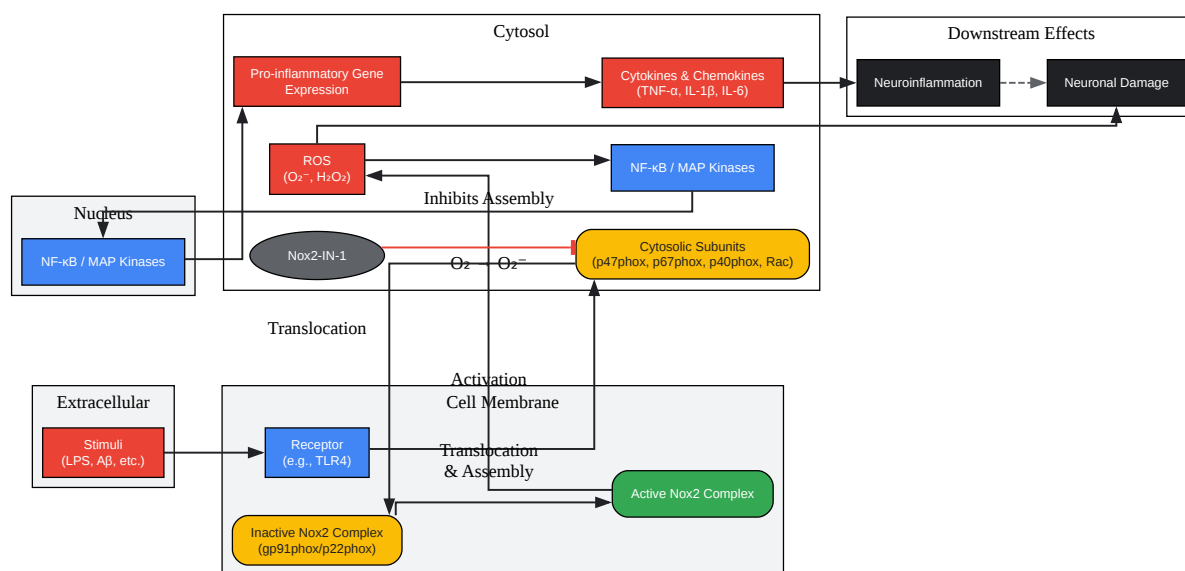 Cytosol
Downstream Effects
Pro-inflammatory Gene
Expression
Cytokines & Chemokines
(TNF-α, IL-1β, IL-6)
Neuroinflammation
Neuronal Damage
ROS
(O₂⁻, H₂O₂)
NF-κB / MAP Kinases
Inhibits Assembly
Nucleus
NF-κB / MAP Kinases
Nox2-IN-1
Cytosolic Subunits
(p47phox, p67phox, p40phox, Rac)
O₂ → O₂⁻
Translocation
Activation
Cell Membrane
Extracellular
Stimuli
(LPS, Aβ, etc.)
Receptor
(e.g., TLR4)
Translocation
& Assembly
Active Nox2 Complex
Inactive Nox2 Complex
(gp91phox/p22phox)